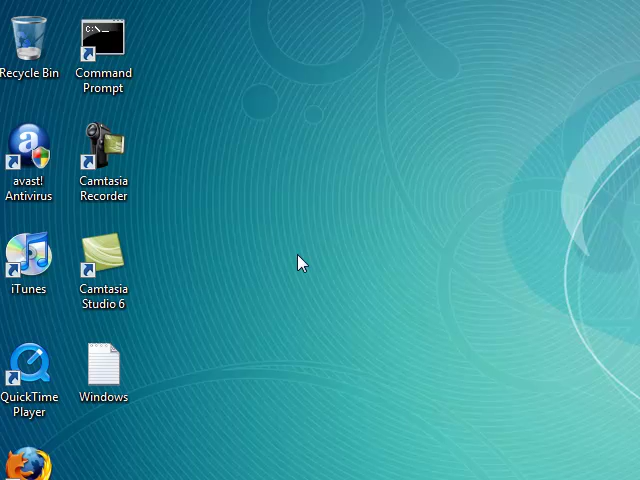 Recycle Bin
Command
Prompt
C:\_
avast!
Antivirus
Camtasia
Recorder
iTunes
Camtasia
Studio 6
QuickTime
Player
Windows